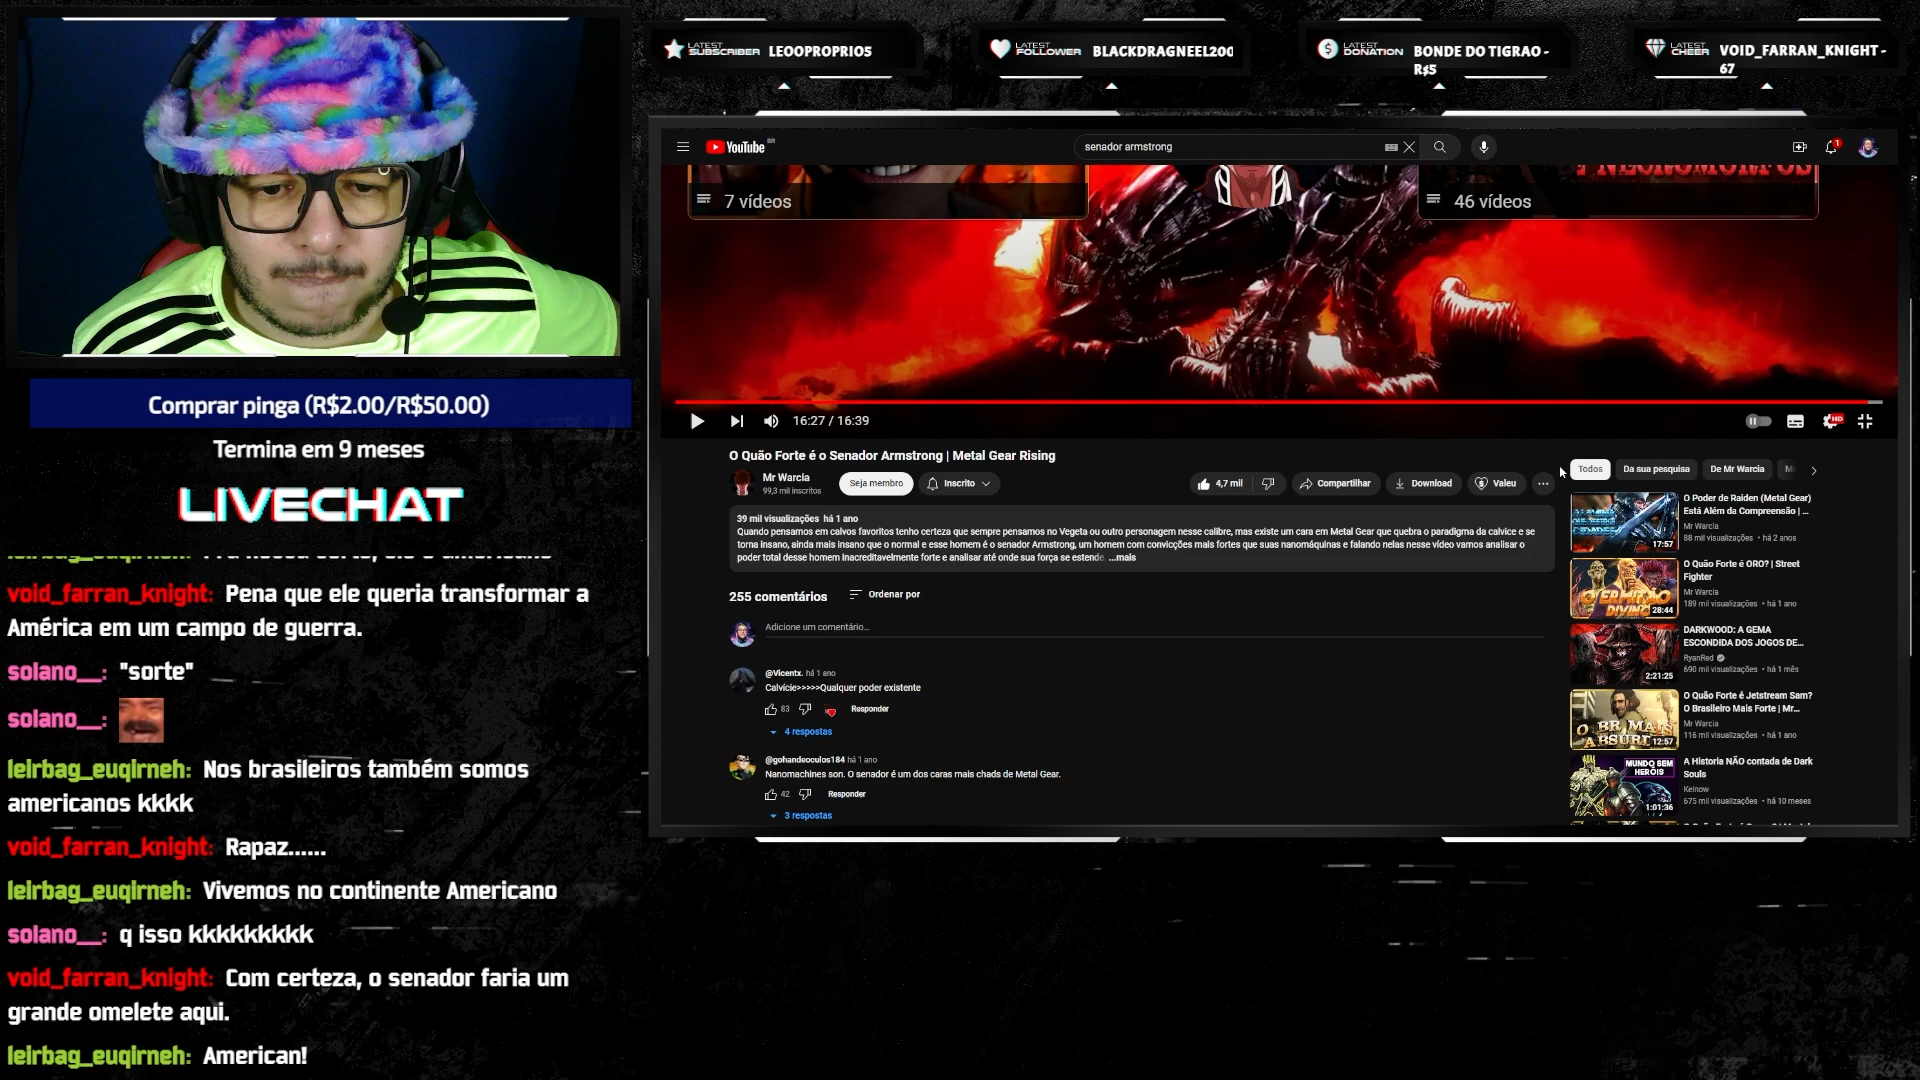 LATEST SUBSCRIBER LEOOPROPRIO5
LATEST FOLLOWER BLACKDRAGNEEL200
LATEST DONATION BONDE DO TIGRAO -
R$5
LATEST CHEER VOID_FARRAN_KNIGHT -
67
YouTube BR
senador armstrong
1
7 vídeos
46 vídeos
16:27 / 16:39
HD
Comprar pinga (R$2.00/R$50.00)
Termina em 9 meses
LIVECHAT
void_farran_knight: Pena que ele queria transformar a
América em um campo de guerra.
solano__: "sorte"
solano__:
leirbag_euqirneh: Nos brasileiros também somos
americanos kkkk
void_farran_knight: Rapaz......
leirbag_euqirneh: Vivemos no continente Americano
solano__: q isso kkkkkkkkk
void_farran_knight: Com certeza, o senador faria um
grande omelete aqui.
leirbag_euqirneh: American!
O Quão Forte é o Senador Armstrong | Metal Gear Rising
Mr Warcia
99,3 mil inscritos
Seja membro
Inscrito
4,7 mil
Compartilhar
Download
Valeu
39 mil visualizações há 1 ano
Quando pensamos em calvos favoritos tenho certeza que sempre pensamos no Vegeta ou outro personagem nesse calibre, mas existe um cara em Metal Gear que quebra o paradigma da calvice e se
torna insano, ainda mais insano que o normal e esse homem é o senador Armstrong, um homem com convicções mais fortes que suas nanomáquinas e falando nelas nesse vídeo vamos analisar o
poder total desse homem inacreditavelmente forte e analisar até onde sua força se estende. ...mais
255 comentários
Ordenar por
Adicione um comentário...
@Vicentx. há 1 ano
Calvície>>>>>Qualquer poder existente
83
Responder
4 respostas
@gohandeoculos184 há 1 ano
Nanomachines son. O senador é um dos caras mais chads de Metal Gear.
42
Responder
3 respostas
Todos
Da sua pesquisa
De Mr Warcia
17:57
O Poder de Raiden (Metal Gear)
Está Além da Compreensão | ...
Mr Warcia
88 mil visualizações • há 2 anos
O ERMITÃO
DIVINO
28:44
O Quão Forte é ORO? | Street
Fighter
Mr Warcia
189 mil visualizações • há 1 ano
2:21:25
DARKWOOD: A GEMA
ESCONDIDA DOS JOGOS DE...
RyanRed
690 mil visualizações • há 1 mês
O BR MAIS
ABSURD
12:57
O Quão Forte é Jetstream Sam?
O Brasileiro Mais Forte | Mr...
Mr Warcia
116 mil visualizações • há 1 ano
MUNDO SEM
HERÓIS
1:01:36
A Historia NÃO contada de Dark
Souls
Keinow
675 mil visualizações • há 10 meses